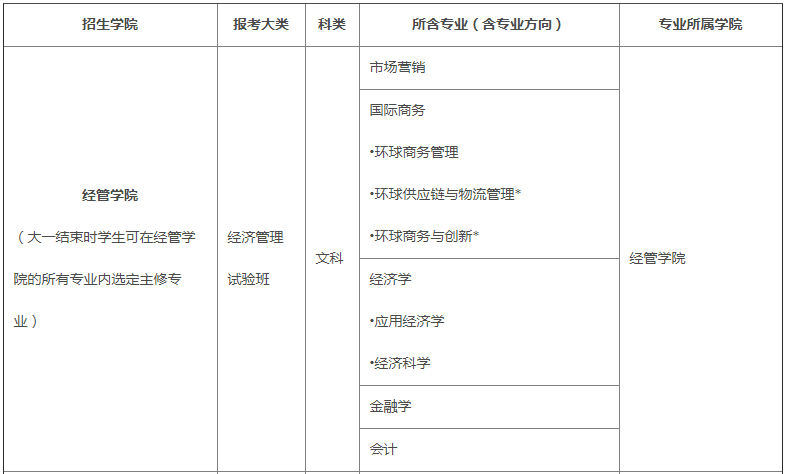 招生学院
报考大类
科类
所含专业（含专业方向）
专业所属学院
经管学院
（大一结束时学生可在经管学
院的所有专业内选定主修专
业）
经济管理
试验班
文科
市场营销
国际商务
•环球商务管理
•环球供应链与物流管理*
•环球商务与创新*
经济学
•应用经济学
•经济科学
金融学
会计
经管学院